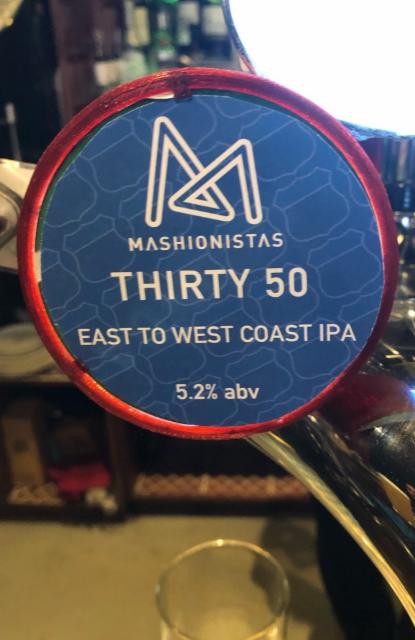 MASHIONISTAS
THIRTY 50
EAST TO WEST COAST IPA
5.2% abv